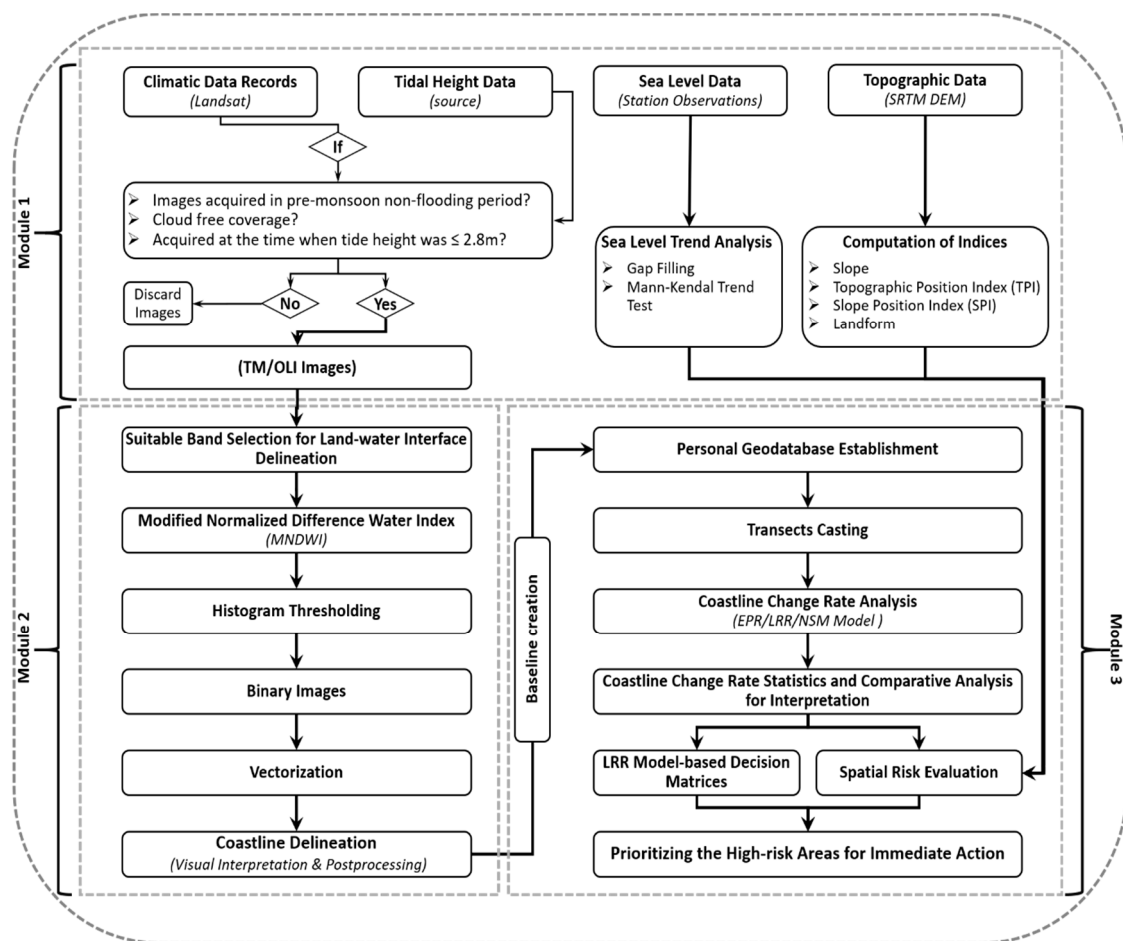 Module 1
Climatic Data Records
(Landsat)
Tidal Height Data
(source)
Sea Level Data
(Station Observations)
Topographic Data
(SRTM DEM)
If
➢ Images acquired in pre-monsoon non-flooding period?
➢ Cloud free coverage?
➢ Acquired at the time when tide height was ≤ 2.8m?
No
Yes
Discard
Images
(TM/OLI Images)
Sea Level Trend Analysis
➢ Gap Filling
➢ Mann-Kendal Trend
Test
Computation of Indices
➢ Slope
➢ Topographic Position Index (TPI)
➢ Slope Position Index (SPI)
➢ Landform
Module 2
Suitable Band Selection for Land-water Interface
Delineation
Modified Normalized Difference Water Index
(MNDWI)
Histogram Thresholding
Binary Images
Vectorization
Coastline Delineation
(Visual Interpretation & Postprocessing)
Baseline creation
Module 3
Personal Geodatabase Establishment
Transects Casting
Coastline Change Rate Analysis
(EPR/LRR/NSM Model )
Coastline Change Rate Statistics and Comparative Analysis
for Interpretation
LRR Model-based Decision
Matrices
Spatial Risk Evaluation
Prioritizing the High-risk Areas for Immediate Action